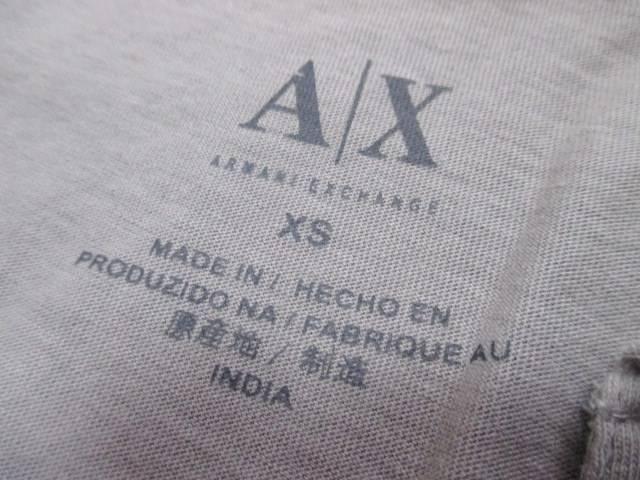 A|X
ARMANI EXCHANGE
XS
MADE IN / HECHO EN
PRODUZIDO NA / FABRIQUE AU
原産地 / 制造
INDIA